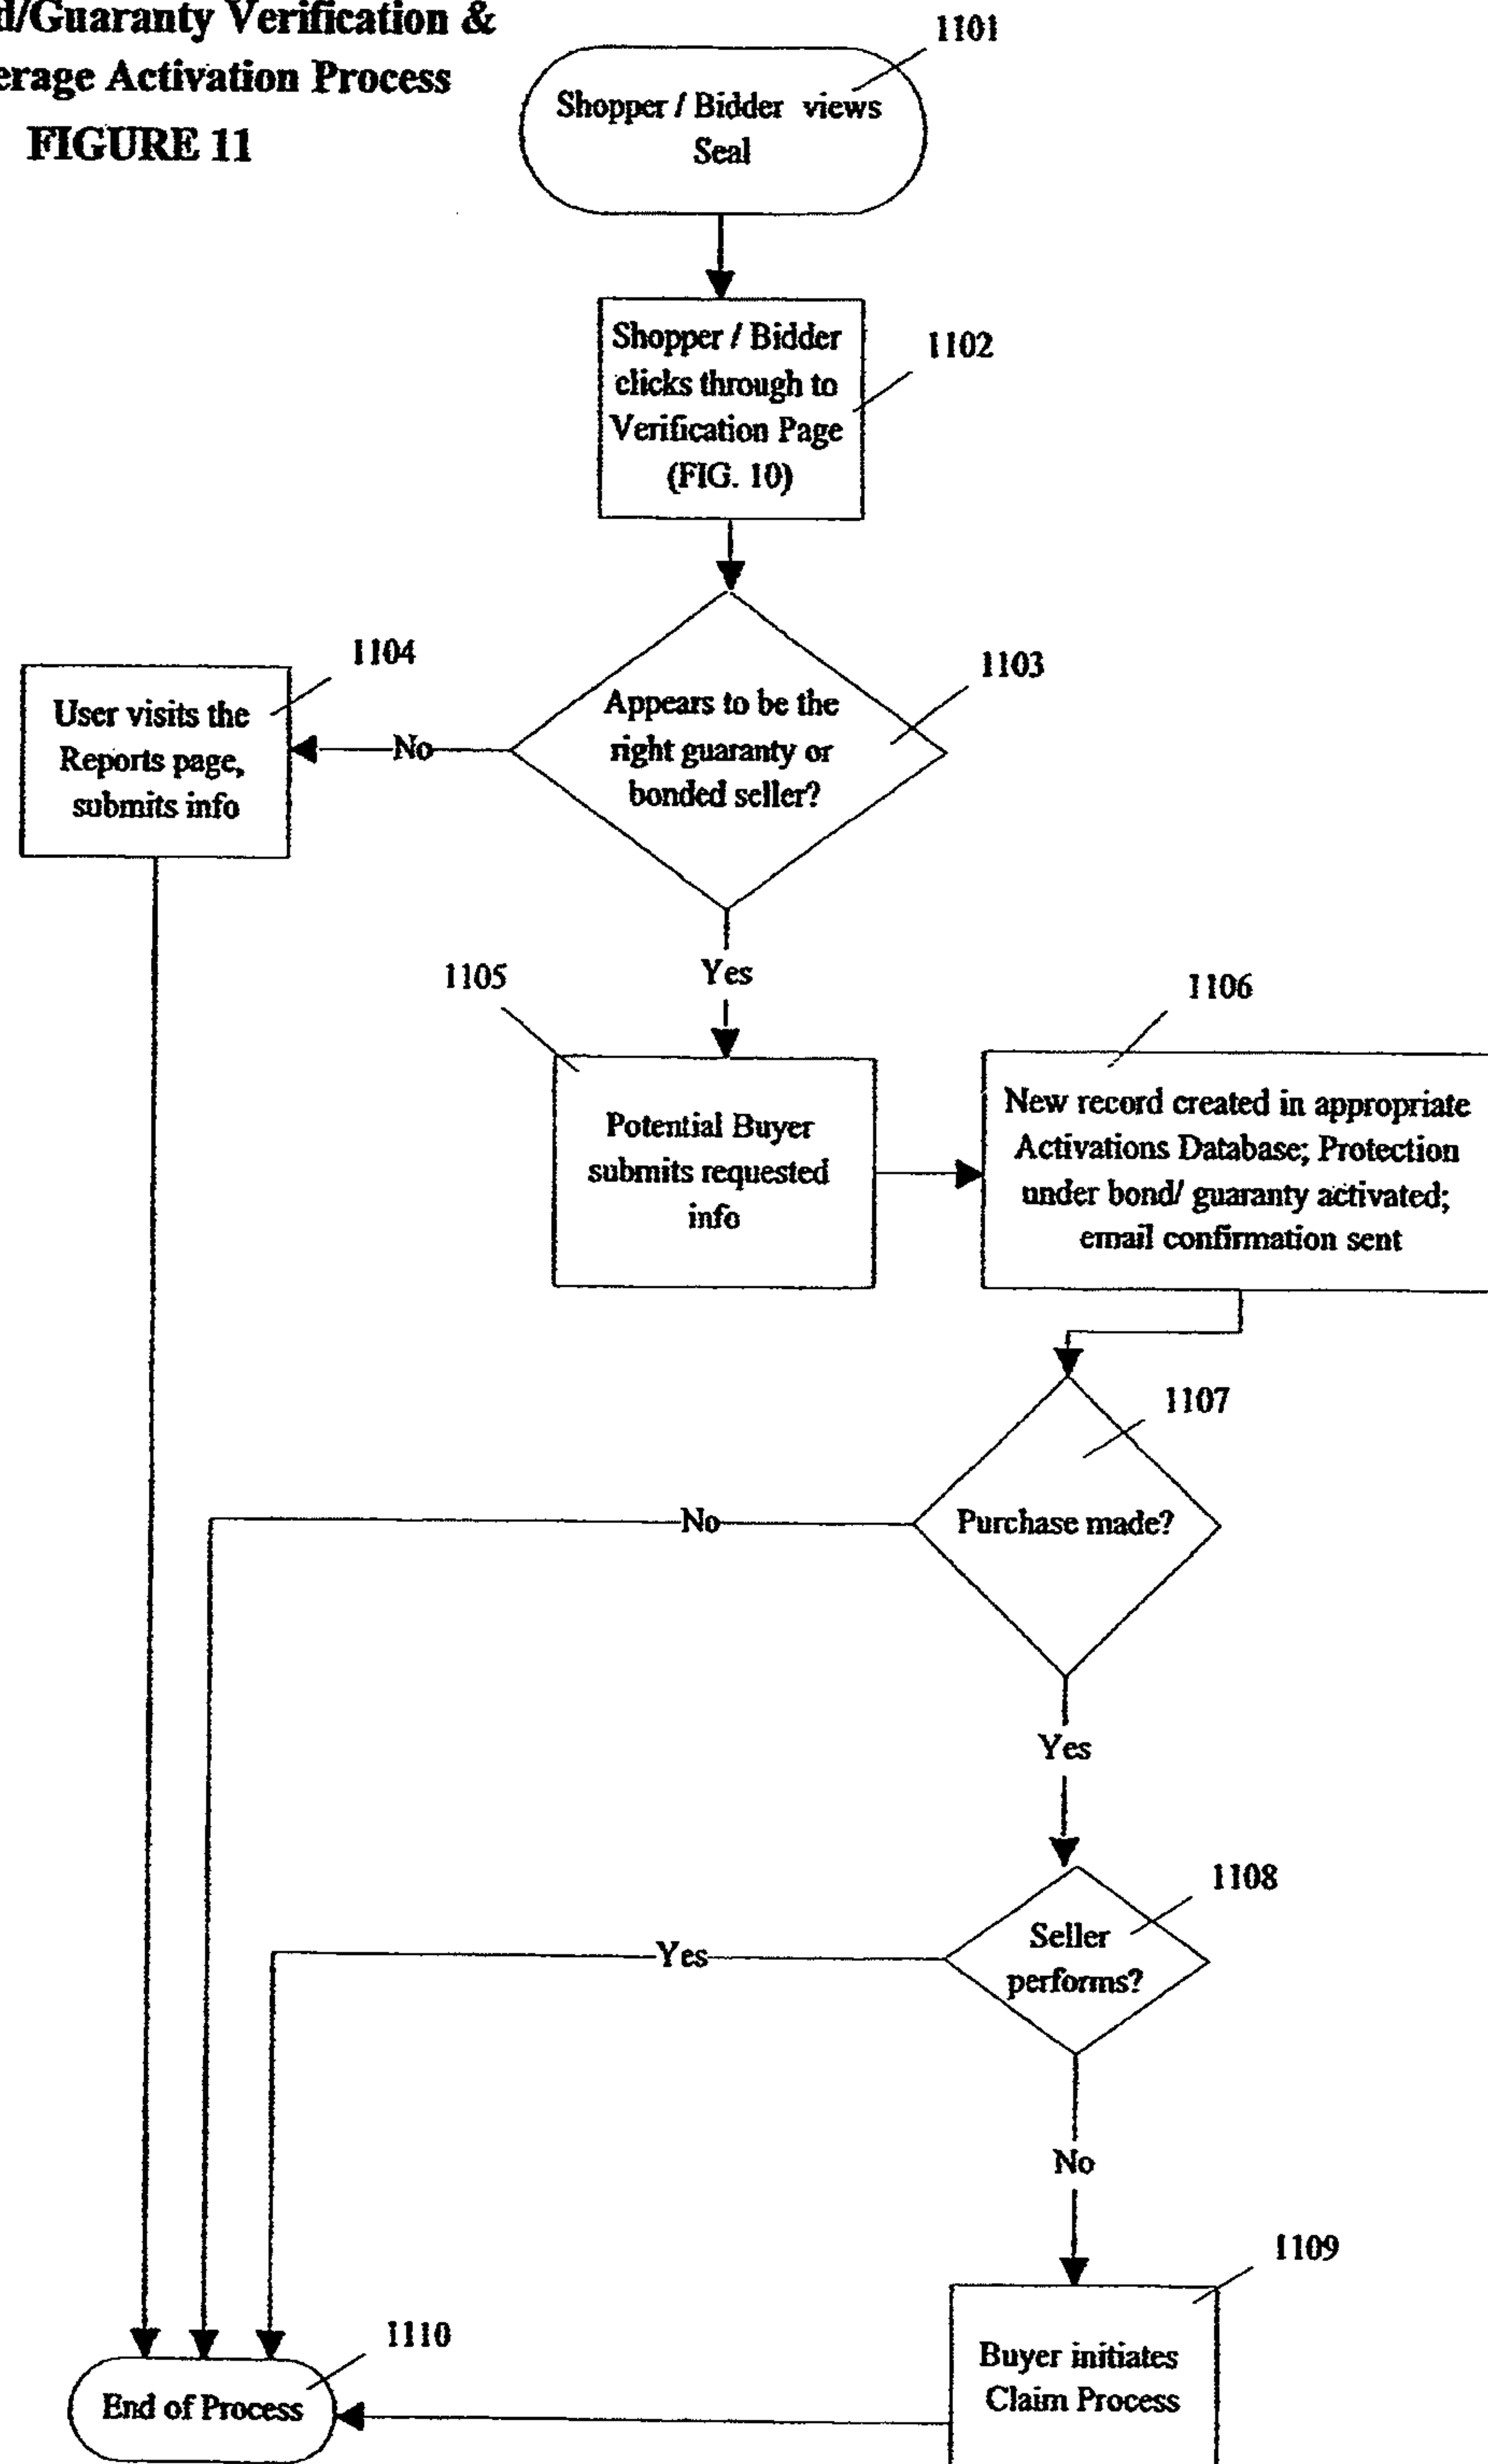 d/Guaranty Verification &
erage Activation Process
FIGURE 11
1101
Shopper / Bidder views
Seal
1102
Shopper / Bidder
clicks through to
Verification Page
(FIG. 10)
1103
Appears to be the
right guaranty or
bonded seller?
No
1104
User visits the
Reports page,
submits info
Yes
1105
Potential Buyer
submits requested
info
1106
New record created in appropriate
Activations Database; Protection
under bond/ guaranty activated;
email confirmation sent
1107
Purchase made?
No
Yes
1108
Seller
performs?
Yes
No
1109
Buyer initiates
Claim Process
1110
End of Process